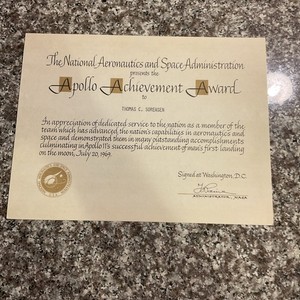 The National Aeronautics and Space Administration
presents the
Apollo Achievement Award
to
THOMAS C. SORENSEN
In appreciation of dedicated service to the nation as a member of the
team which has advanced the nation's capabilities in aeronautics and
space and demonstrated them in many outstanding accomplishments
culminating in Apollo 11's successful achievement of man's first landing
on the moon, July 20, 1969.
Signed at Washington, D.C.
ADMINISTRATOR, NASA